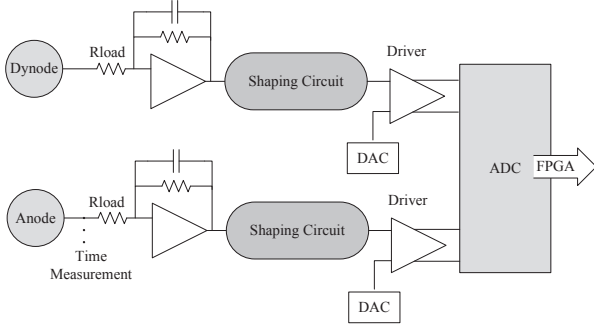 Dynode
Rload
Shaping Circuit
Driver
DAC
ADC
FPGA
Anode
Rload
Time
Measurement
Shaping Circuit
Driver
DAC